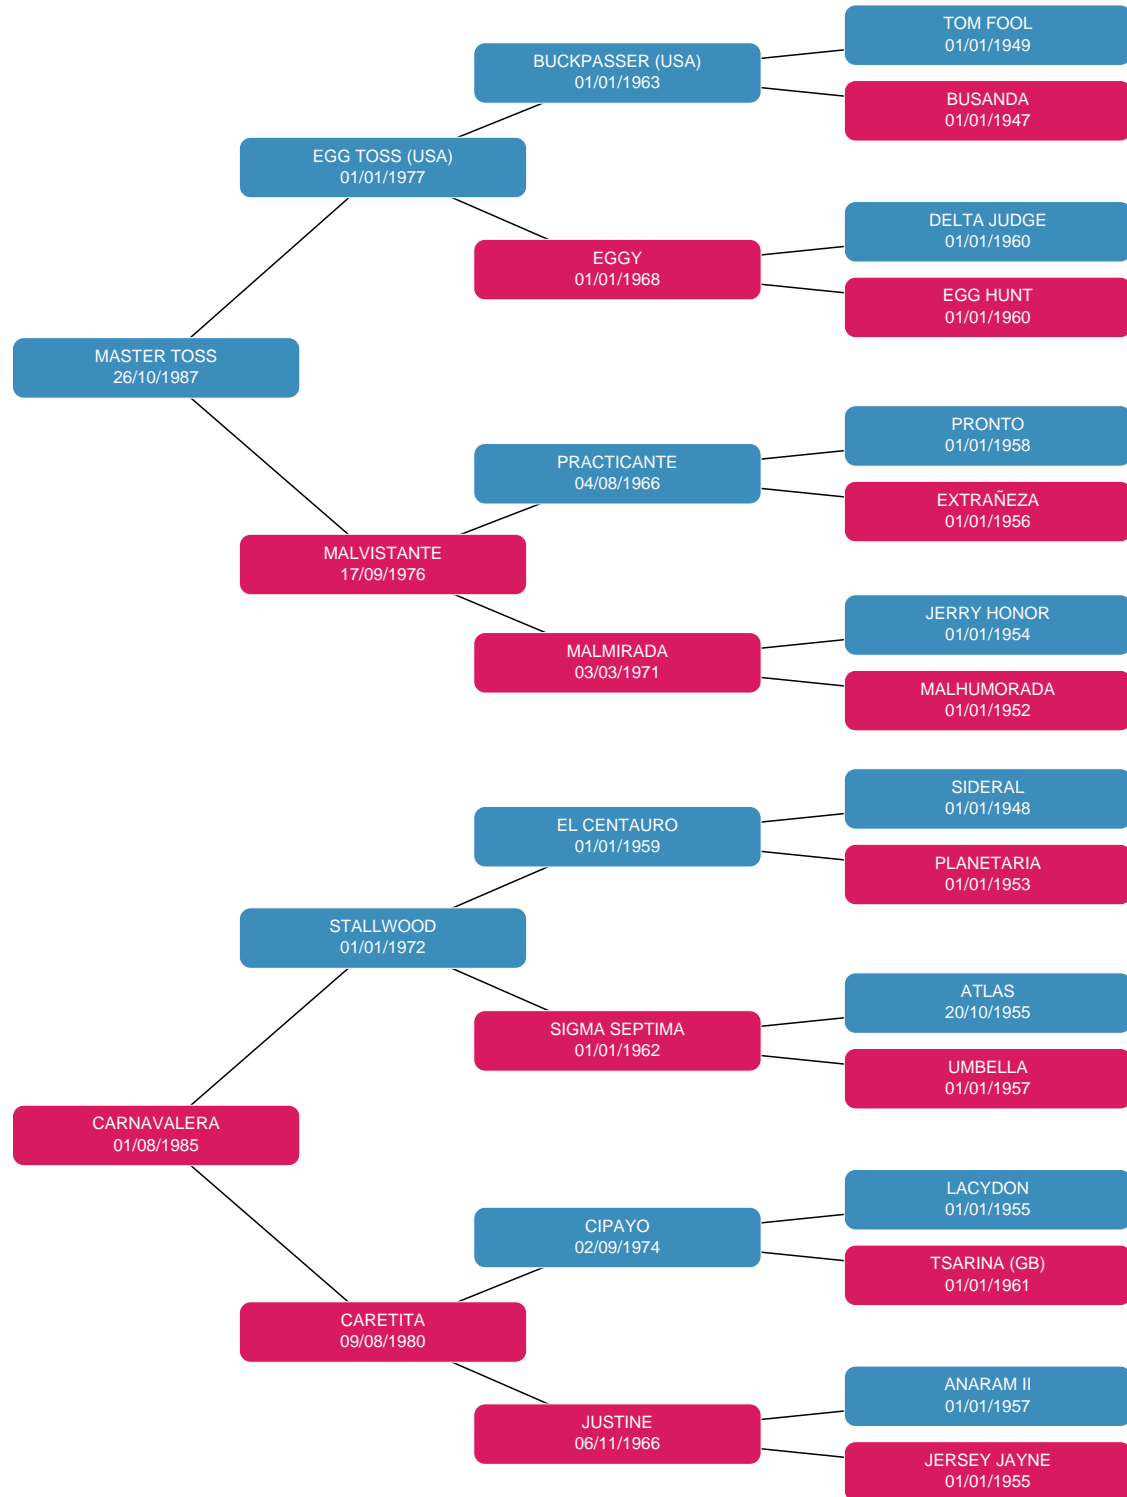 TOM FOOL
01/01/1949
BUCKPASSER (USA)
01/01/1963
BUSANDA
01/01/1947
EGG TOSS (USA)
01/01/1977
DELTA JUDGE
01/01/1960
EGGY
01/01/1968
EGG HUNT
01/01/1960
MASTER TOSS
26/10/1987
PRONTO
01/01/1958
PRACTICANTE
04/08/1966
EXTRAÑEZA
01/01/1956
MALVISTANTE
17/09/1976
JERRY HONOR
01/01/1954
MALMIRADA
03/03/1971
MALHUMORADA
01/01/1952
SIDERAL
01/01/1948
EL CENTAURO
01/01/1959
PLANETARIA
01/01/1953
STALLWOOD
01/01/1972
ATLAS
20/10/1955
SIGMA SEPTIMA
01/01/1962
UMBELLA
01/01/1957
CARNAVALERA
01/08/1985
LACYDON
01/01/1955
CIPAYO
02/09/1974
TSARINA (GB)
01/01/1961
CARETITA
09/08/1980
ANARAM II
01/01/1957
JUSTINE
06/11/1966
JERSEY JAYNE
01/01/1955